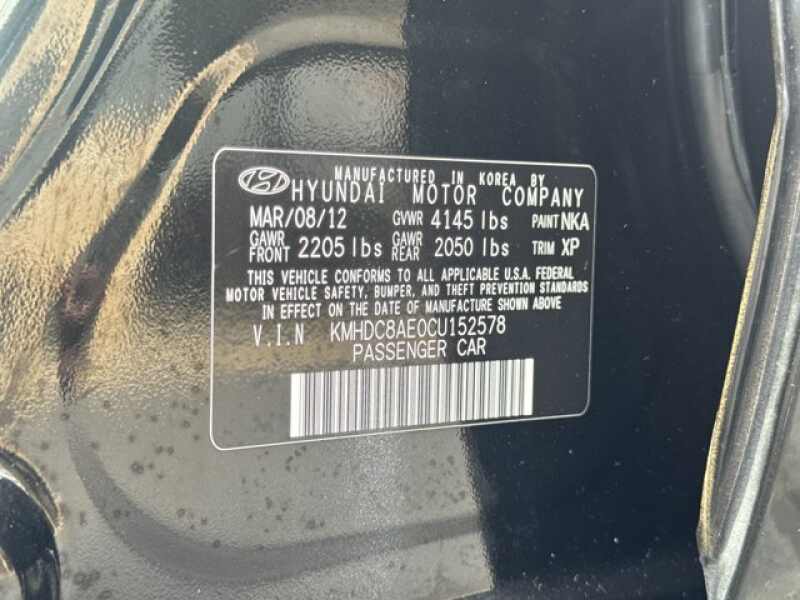 MANUFACTURED IN KOREA BY
HYUNDAI MOTOR COMPANY
MAR/08/12 GVWR 4145 lbs PAINT NKA
GAWR FRONT 2205 lbs GAWR REAR 2050 lbs TRIM XP
THIS VEHICLE CONFORMS TO ALL APPLICABLE U.S.A. FEDERAL
MOTOR VEHICLE SAFETY, BUMPER, AND THEFT PREVENTION STANDARDS
IN EFFECT ON THE DATE OF MANUFACTURE SHOWN ABOVE
V.I.N KMHDC8AE0CU152578
PASSENGER CAR